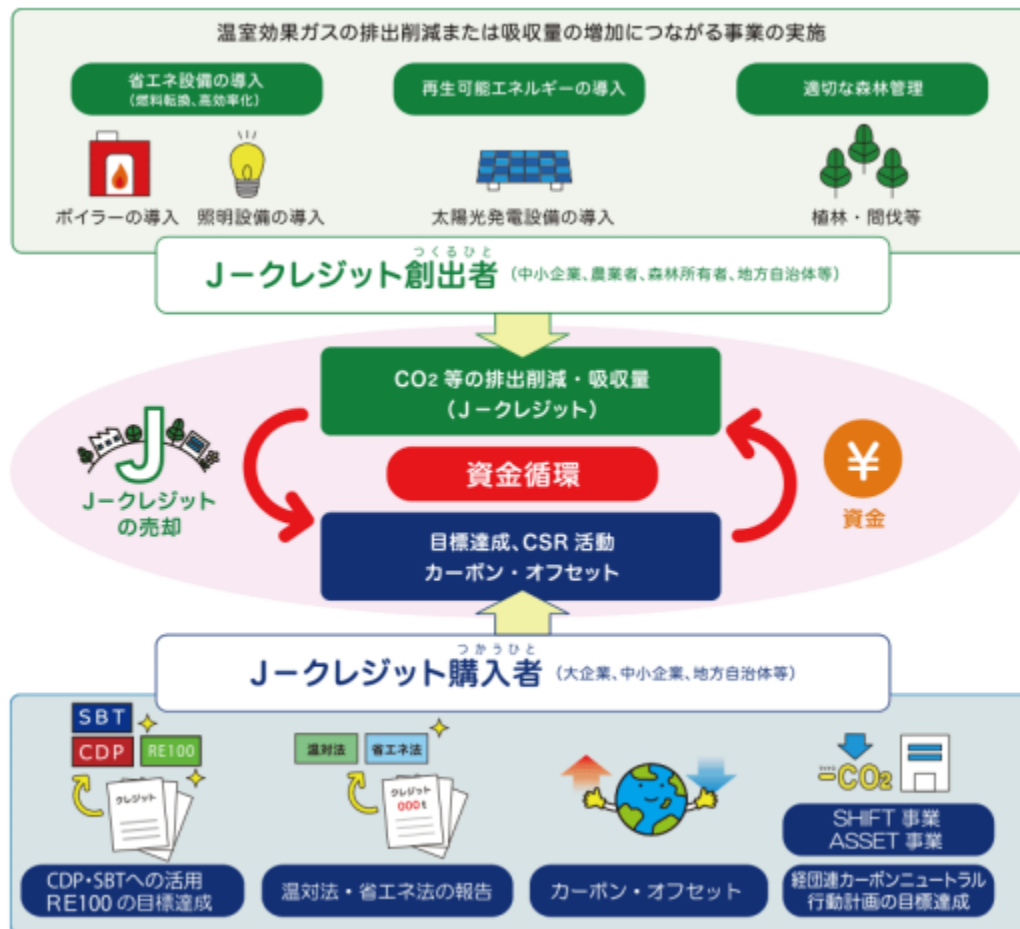 温室効果ガスの排出削減または吸収量の増加につながる事業の実施
省エネ設備の導入
(燃料転換、高効率化)
再生可能エネルギーの導入
適切な森林管理
ボイラーの導入
照明設備の導入
太陽光発電設備の導入
植林・間伐等
つくるひと
J−クレジット創出者 (中小企業、農業者、森林所有者、地方自治体等)
CO2 等の排出削減・吸収量
(J−クレジット)
J
J−クレジット
の売却
資金循環
¥
資金
目標達成、CSR 活動
カーボン・オフセット
つかうひと
J−クレジット購入者 (大企業、中小企業、地方自治体等)
SBT
CDP
RE100
クレジット
CDP・SBTへの活用
RE100 の目標達成
温対法
省エネ法
クレジット
000t
温対法・省エネ法の報告
カーボン・オフセット
−CO2
SHIFT 事業
ASSET 事業
経団連カーボンニュートラル
行動計画の目標達成